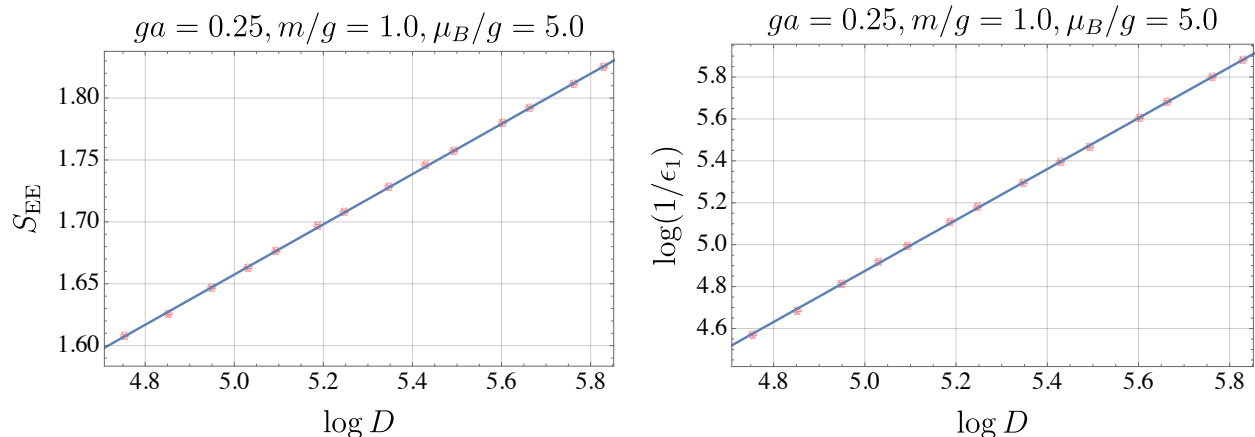 ga = 0.25, m/g = 1.0, μ_B/g = 5.0
S_EE
1.80
1.75
1.70
1.65
1.60
4.8 5.0 5.2 5.4 5.6 5.8
log D
ga = 0.25, m/g = 1.0, μ_B/g = 5.0
log(1/ϵ₁)
5.8
5.6
5.4
5.2
5.0
4.8
4.6
4.8 5.0 5.2 5.4 5.6 5.8
log D